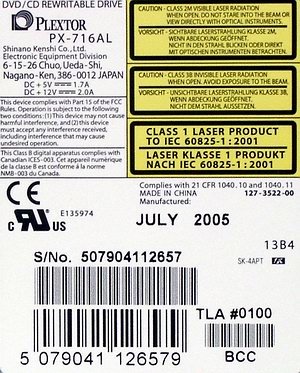 DVD/CD REWRITABLE DRIVE
PLEXTOR
PX-716AL
Shinano Kenshi Co., Ltd.
Electronic Equipment Division
6-15-26 Chuo, Ueda-Shi,
Nagano-Ken, 386-0012 JAPAN
DC +5V 1.7A
DC +12V 2.0A
This device complies with Part 15 of the FCC
Rules. Operation is subject to the following
two conditions: (1) This device may not cause
harmful interference, and (2) this device
must accept any interference received,
including interference that may cause
undesired operation.
This Class B digital apparatus complies with
Canadian ICES-003. Cet appareil numérique
de la classe B est conforme à la norme
NMB-003 du Canada.
CAUTION - CLASS 2M VISIBLE LASER RADIATION
WHEN OPEN. DO NOT STARE INTO THE BEAM OR
VIEW DIRECTLY WITH OPTICAL INSTRUMENTS.
VORSICHT - SICHTBARE LASERSTRAHLUNG KLASSE 2M,
WENN ABDECKUNG GEÖFFNET.
NICHT IN DEN STRAHL BLICKEN ODER DIREKT
MIT OPTISCHEN INSTRUMENTEN BETRACHTEN.
CAUTION - CLASS 3B INVISIBLE LASER RADIATION
WHEN OPEN. AVOID EXPOSURE TO THE BEAM.
VORSICHT - UNSICHTBARE LASERSTRAHLUNG KLASSE 3B,
WENN ABDECKUNG GEÖFFNET.
NICHT DEM STRAHL AUSSETZEN.
CLASS 1 LASER PRODUCT
TO IEC 60825-1:2001
LASER KLASSE 1 PRODUKT
NACH IEC 60825-1:2001
CE
Complies with 21 CFR 1040.10 and 1040.11
MADE IN CHINA 127-3522-00
Manufactured:
C UL US
E135974
JULY 2005
13B4
S/No. 507904112657
SK-4APT
TLA #0100
5 079041 126579
BCC